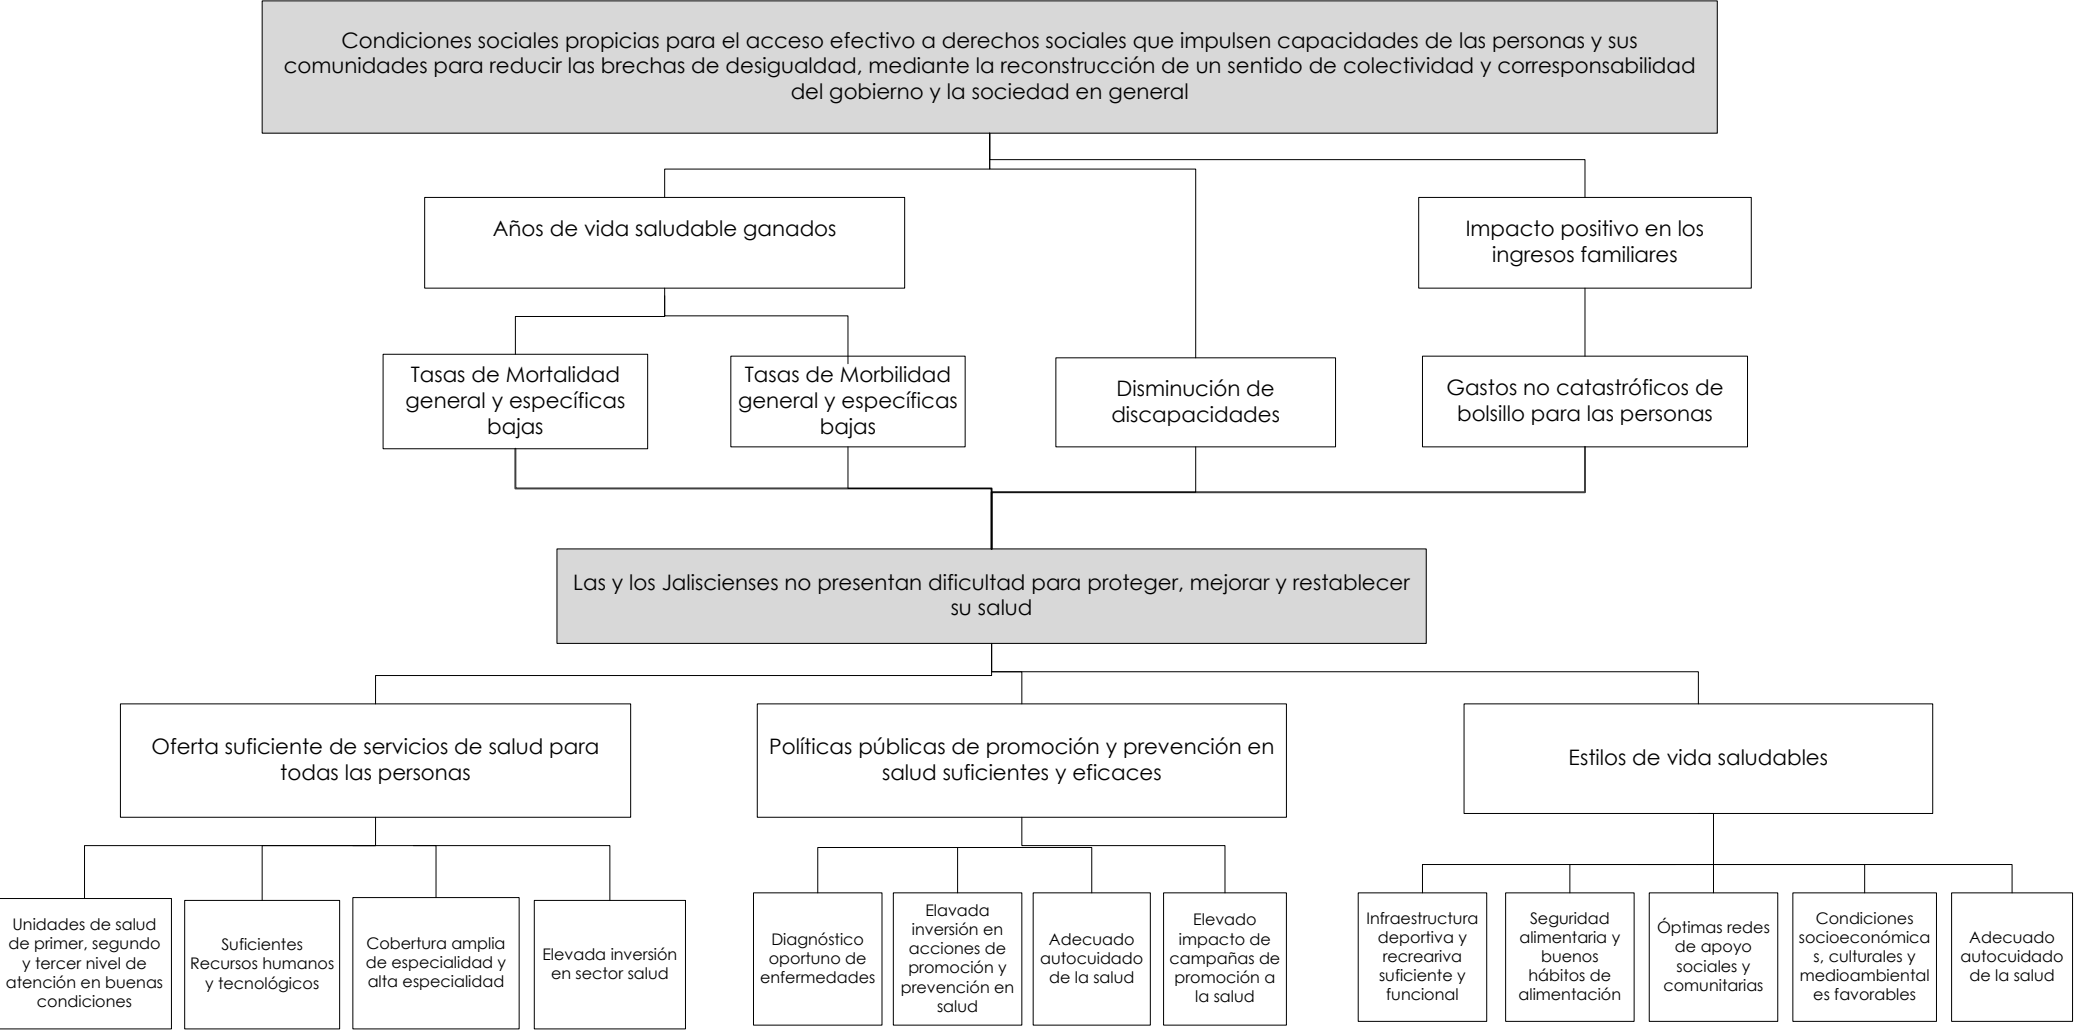 Condiciones sociales propicias para el acceso efectivo a derechos sociales que impulsen capacidades de las personas y sus
comunidades para reducir las brechas de desigualdad, mediante la reconstrucción de un sentido de colectividad y corresponsabilidad
del gobierno y la sociedad en general
Años de vida saludable ganados
Impacto positivo en los
ingresos familiares
Tasas de Mortalidad
general y específicas
bajas
Tasas de Morbilidad
general y específicas
bajas
Disminución de
discapacidades
Gastos no catastróficos de
bolsillo para las personas
Las y los Jaliscienses no presentan dificultad para proteger, mejorar y restablecer
su salud
Oferta suficiente de servicios de salud para
todas las personas
Políticas públicas de promoción y prevención en
salud suficientes y eficaces
Estilos de vida saludables
Unidades de salud
de primer, segundo
y tercer nivel de
atención en buenas
condiciones
Suficientes
Recursos humanos
y tecnológicos
Cobertura amplia
de especialidad y
alta especialidad
Elevada inversión
en sector salud
Diagnóstico
oportuno de
enfermedades
Elavada
inversión en
acciones de
promoción y
prevención en
salud
Adecuado
autocuidado
de la salud
Elevado
impacto de
campañas de
promoción a
la salud
Infraestructura
deportiva y
recreariva
suficiente y
funcional
Seguridad
alimentaria y
buenos
hábitos de
alimentación
Óptimas redes
de apoyo
sociales y
comunitarias
Condiciones
socioeconómica
s, culturales y
medioambiental
es favorables
Adecuado
autocuidado
de la salud